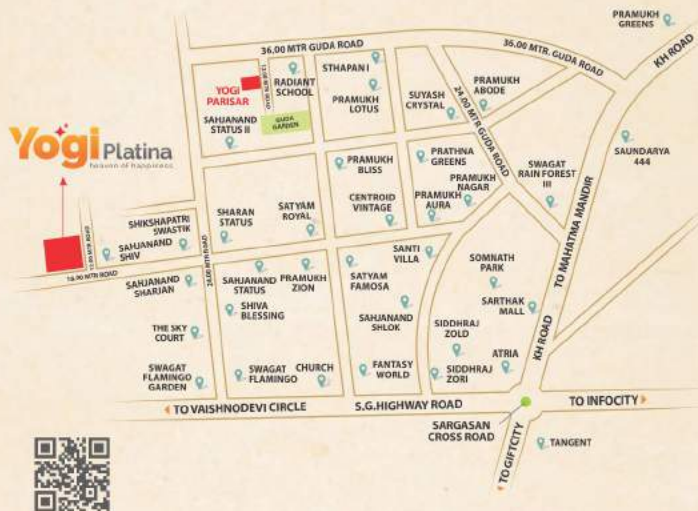 PRAMUKH
GREENS
36.00 MTR GUDA ROAD
36.00 MTR. GUDA ROAD
KH ROAD
STHAPAN I
RADIANT
SCHOOL
YOGI
PARISAR
PRAMUKH
LOTUS
SUYASH
CRYSTAL
PRAMUKH
ABODE
24.00 MTR GUDA ROAD
SAHJANAND
STATUS II
GUDA
GARDEN
Yogi Platina
heaven of happiness
PRAMUKH
BLISS
PRATHNA
GREENS
PRAMUKH
NAGAR
SWAGAT
RAIN FOREST
III
SAUNDARYA
444
CENTROID
VINTAGE
PRAMUKH
AURA
SHARAN
STATUS
SATYAM
ROYAL
SHIKSHAPATRI
SWASTIK
SAHJANAND
SHIV
18.00 MTR ROAD
24.00 MTR ROAD
TO MAHATMA MANDIR
SANTI
VILLA
SOMNATH
PARK
SAHJANAND
SHARJAN
SAHJANAND
STATUS
PRAMUKH
ZION
SATYAM
FAMOSA
SHIVA
BLESSING
SAHJANAND
SHLOK
SARTHAK
MALL
THE SKY
COURT
SIDDHRAJ
ZOLD
KH ROAD
ATRIA
SWAGAT
FLAMINGO
GARDEN
SWAGAT
FLAMINGO
CHURCH
FANTASY
WORLD
SIDDHRAJ
ZORI
TO VAISHNODEVI CIRCLE
S.G.HIGHWAY ROAD
TO INFOCITY
SARGASAN
CROSS ROAD
TO GIFTCITY
TANGENT